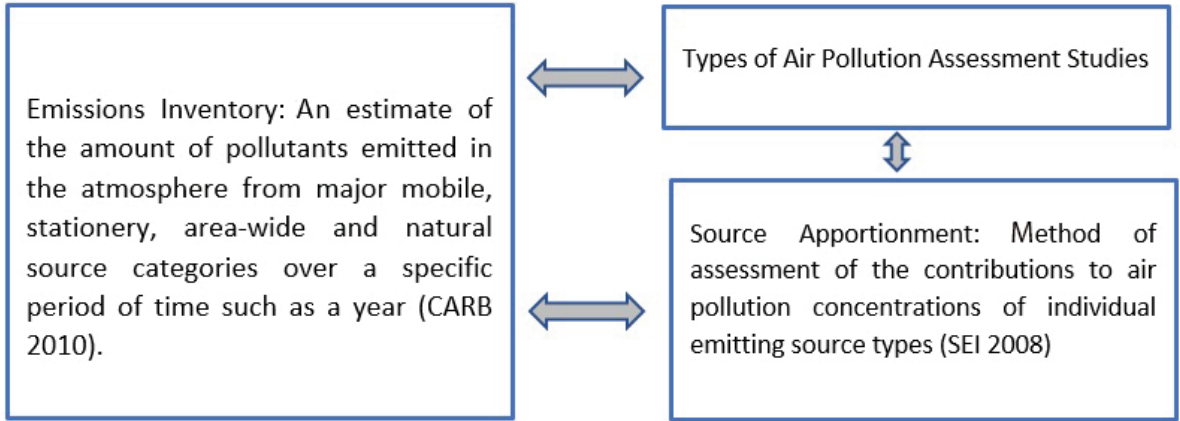 Emissions Inventory: An estimate of
the amount of pollutants emitted in
the atmosphere from major mobile,
stationery, area-wide and natural
source categories over a specific
period of time such as a year (CARB
2010).
Types of Air Pollution Assessment Studies
Source Apportionment: Method of
assessment of the contributions to air
pollution concentrations of individual
emitting source types (SEI 2008)